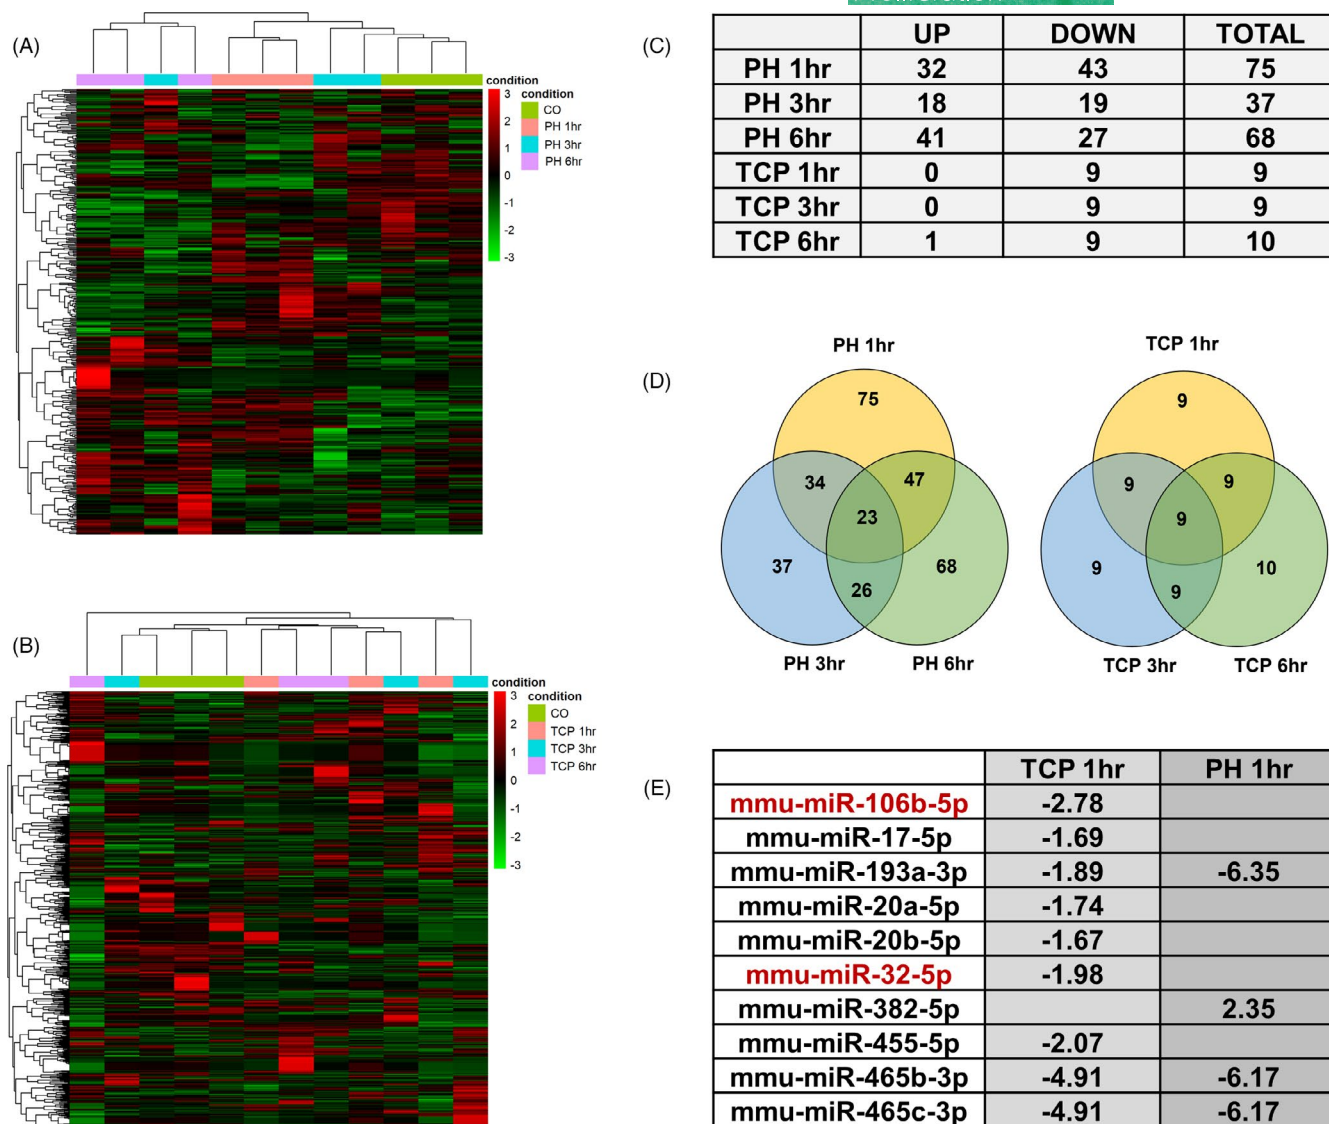 (A)
condition
3
2
1
0
-1
-2
-3
condition
CO
PH 1hr
PH 3hr
PH 6hr
(B)
condition
3
2
1
0
-1
-2
-3
condition
CO
TCP 1hr
TCP 3hr
TCP 6hr
(C)
UP DOWN TOTAL
PH 1hr 32 43 75
PH 3hr 18 19 37
PH 6hr 41 27 68
TCP 1hr 0 9 9
TCP 3hr 0 9 9
TCP 6hr 1 9 10
(D)
PH 1hr
75
34
47
23
37
68
26
PH 3hr
PH 6hr
TCP 1hr
9
9
9
9
9
10
9
TCP 3hr
TCP 6hr
(E)
TCP 1hr PH 1hr
mmu-miR-106b-5p -2.78
mmu-miR-17-5p -1.69
mmu-miR-193a-3p -1.89 -6.35
mmu-miR-20a-5p -1.74
mmu-miR-20b-5p -1.67
mmu-miR-32-5p -1.98
mmu-miR-382-5p 2.35
mmu-miR-455-5p -2.07
mmu-miR-465b-3p -4.91 -6.17
mmu-miR-465c-3p -4.91 -6.17